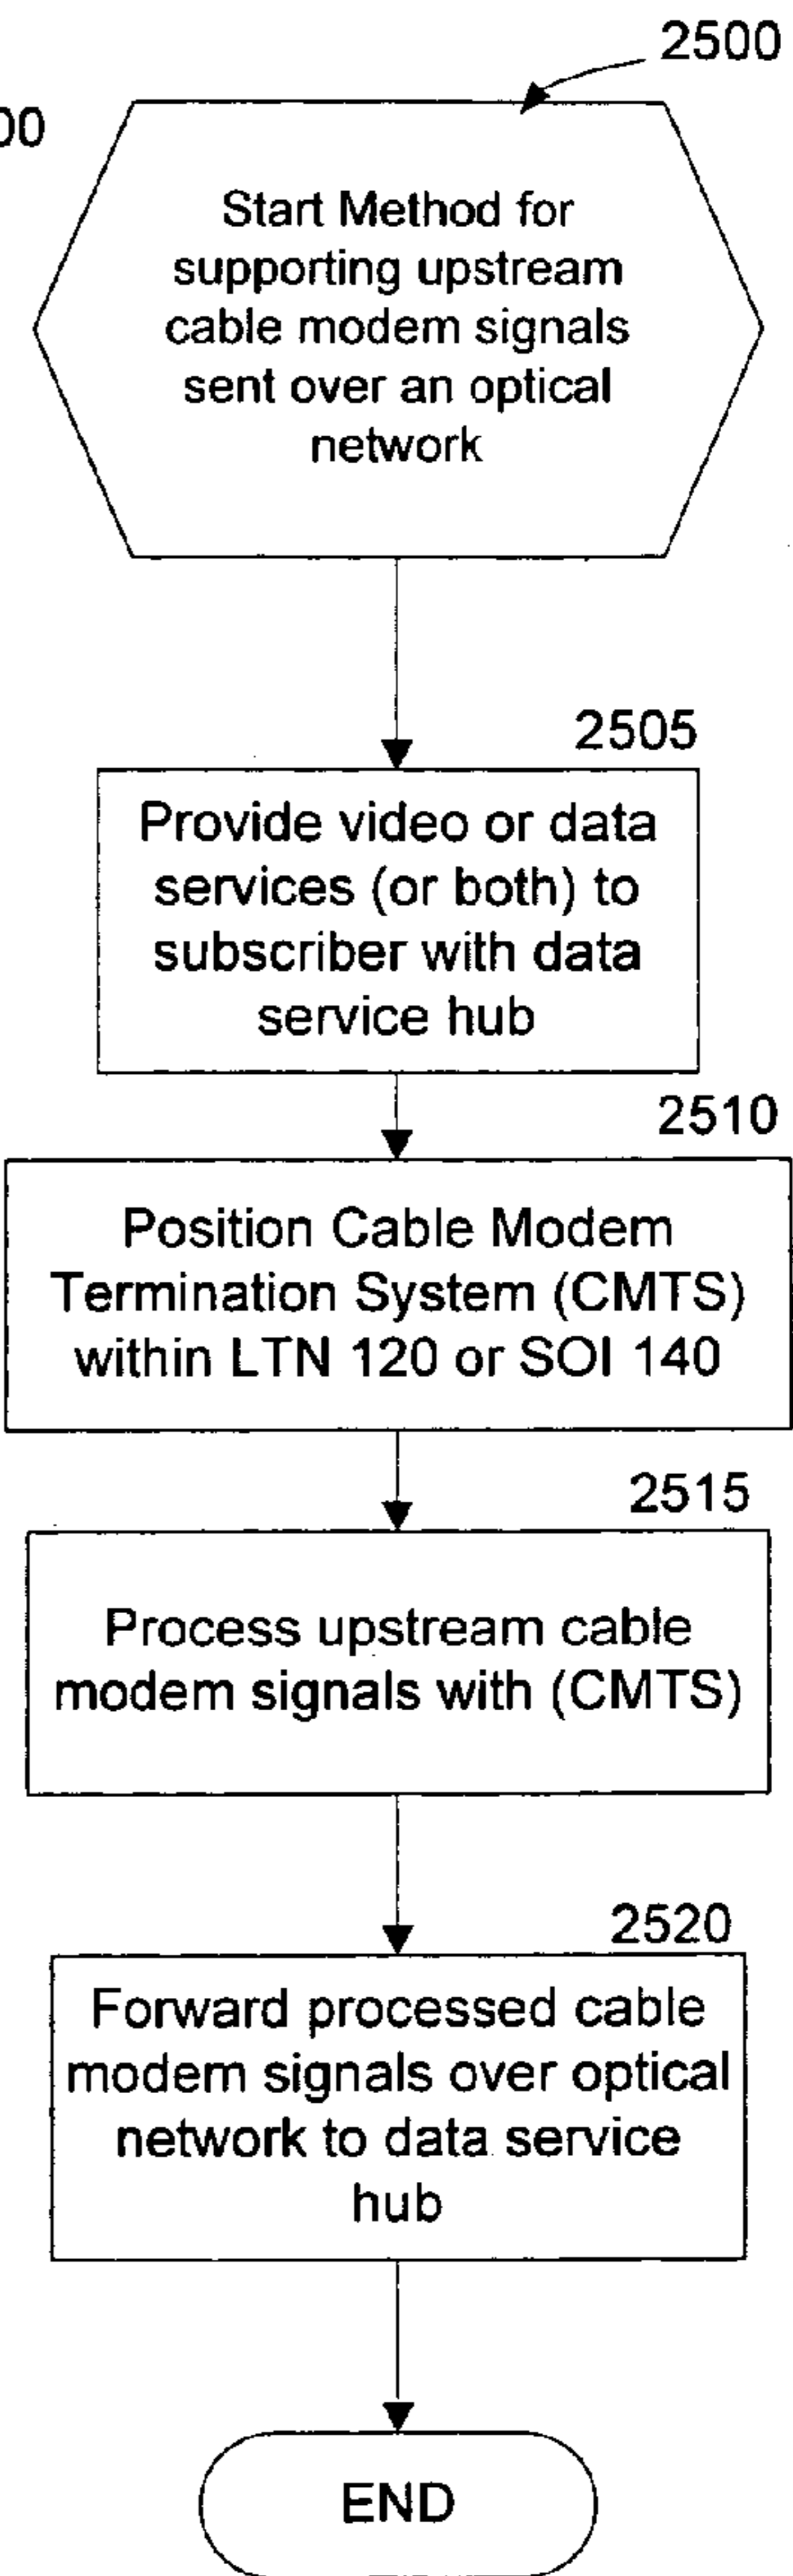 2500
00
Start Method for
supporting upstream
cable modem signals
sent over an optical
network
2505
Provide video or data
services (or both) to
subscriber with data
service hub
2510
Position Cable Modem
Termination System (CMTS)
within LTN 120 or SOI 140
2515
Process upstream cable
modem signals with (CMTS)
2520
Forward processed cable
modem signals over optical
network to data service
hub
END